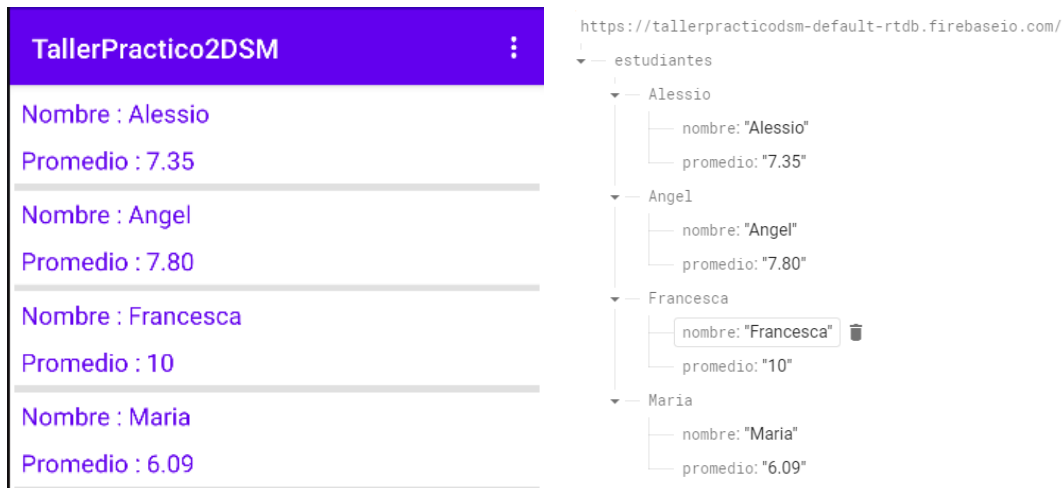 TallerPractico2DSM
Nombre : Alessio
Promedio : 7.35
Nombre : Angel
Promedio : 7.80
Nombre : Francesca
Promedio : 10
Nombre : Maria
Promedio : 6.09
https://tallerpracticodsm-default-rtdb.firebaseio.com/
estudiantes
Alessio
nombre: "Alessio"
promedio: "7.35"
Angel
nombre: "Angel"
promedio: "7.80"
Francesca
nombre: "Francesca"
promedio: "10"
Maria
nombre: "Maria"
promedio: "6.09"